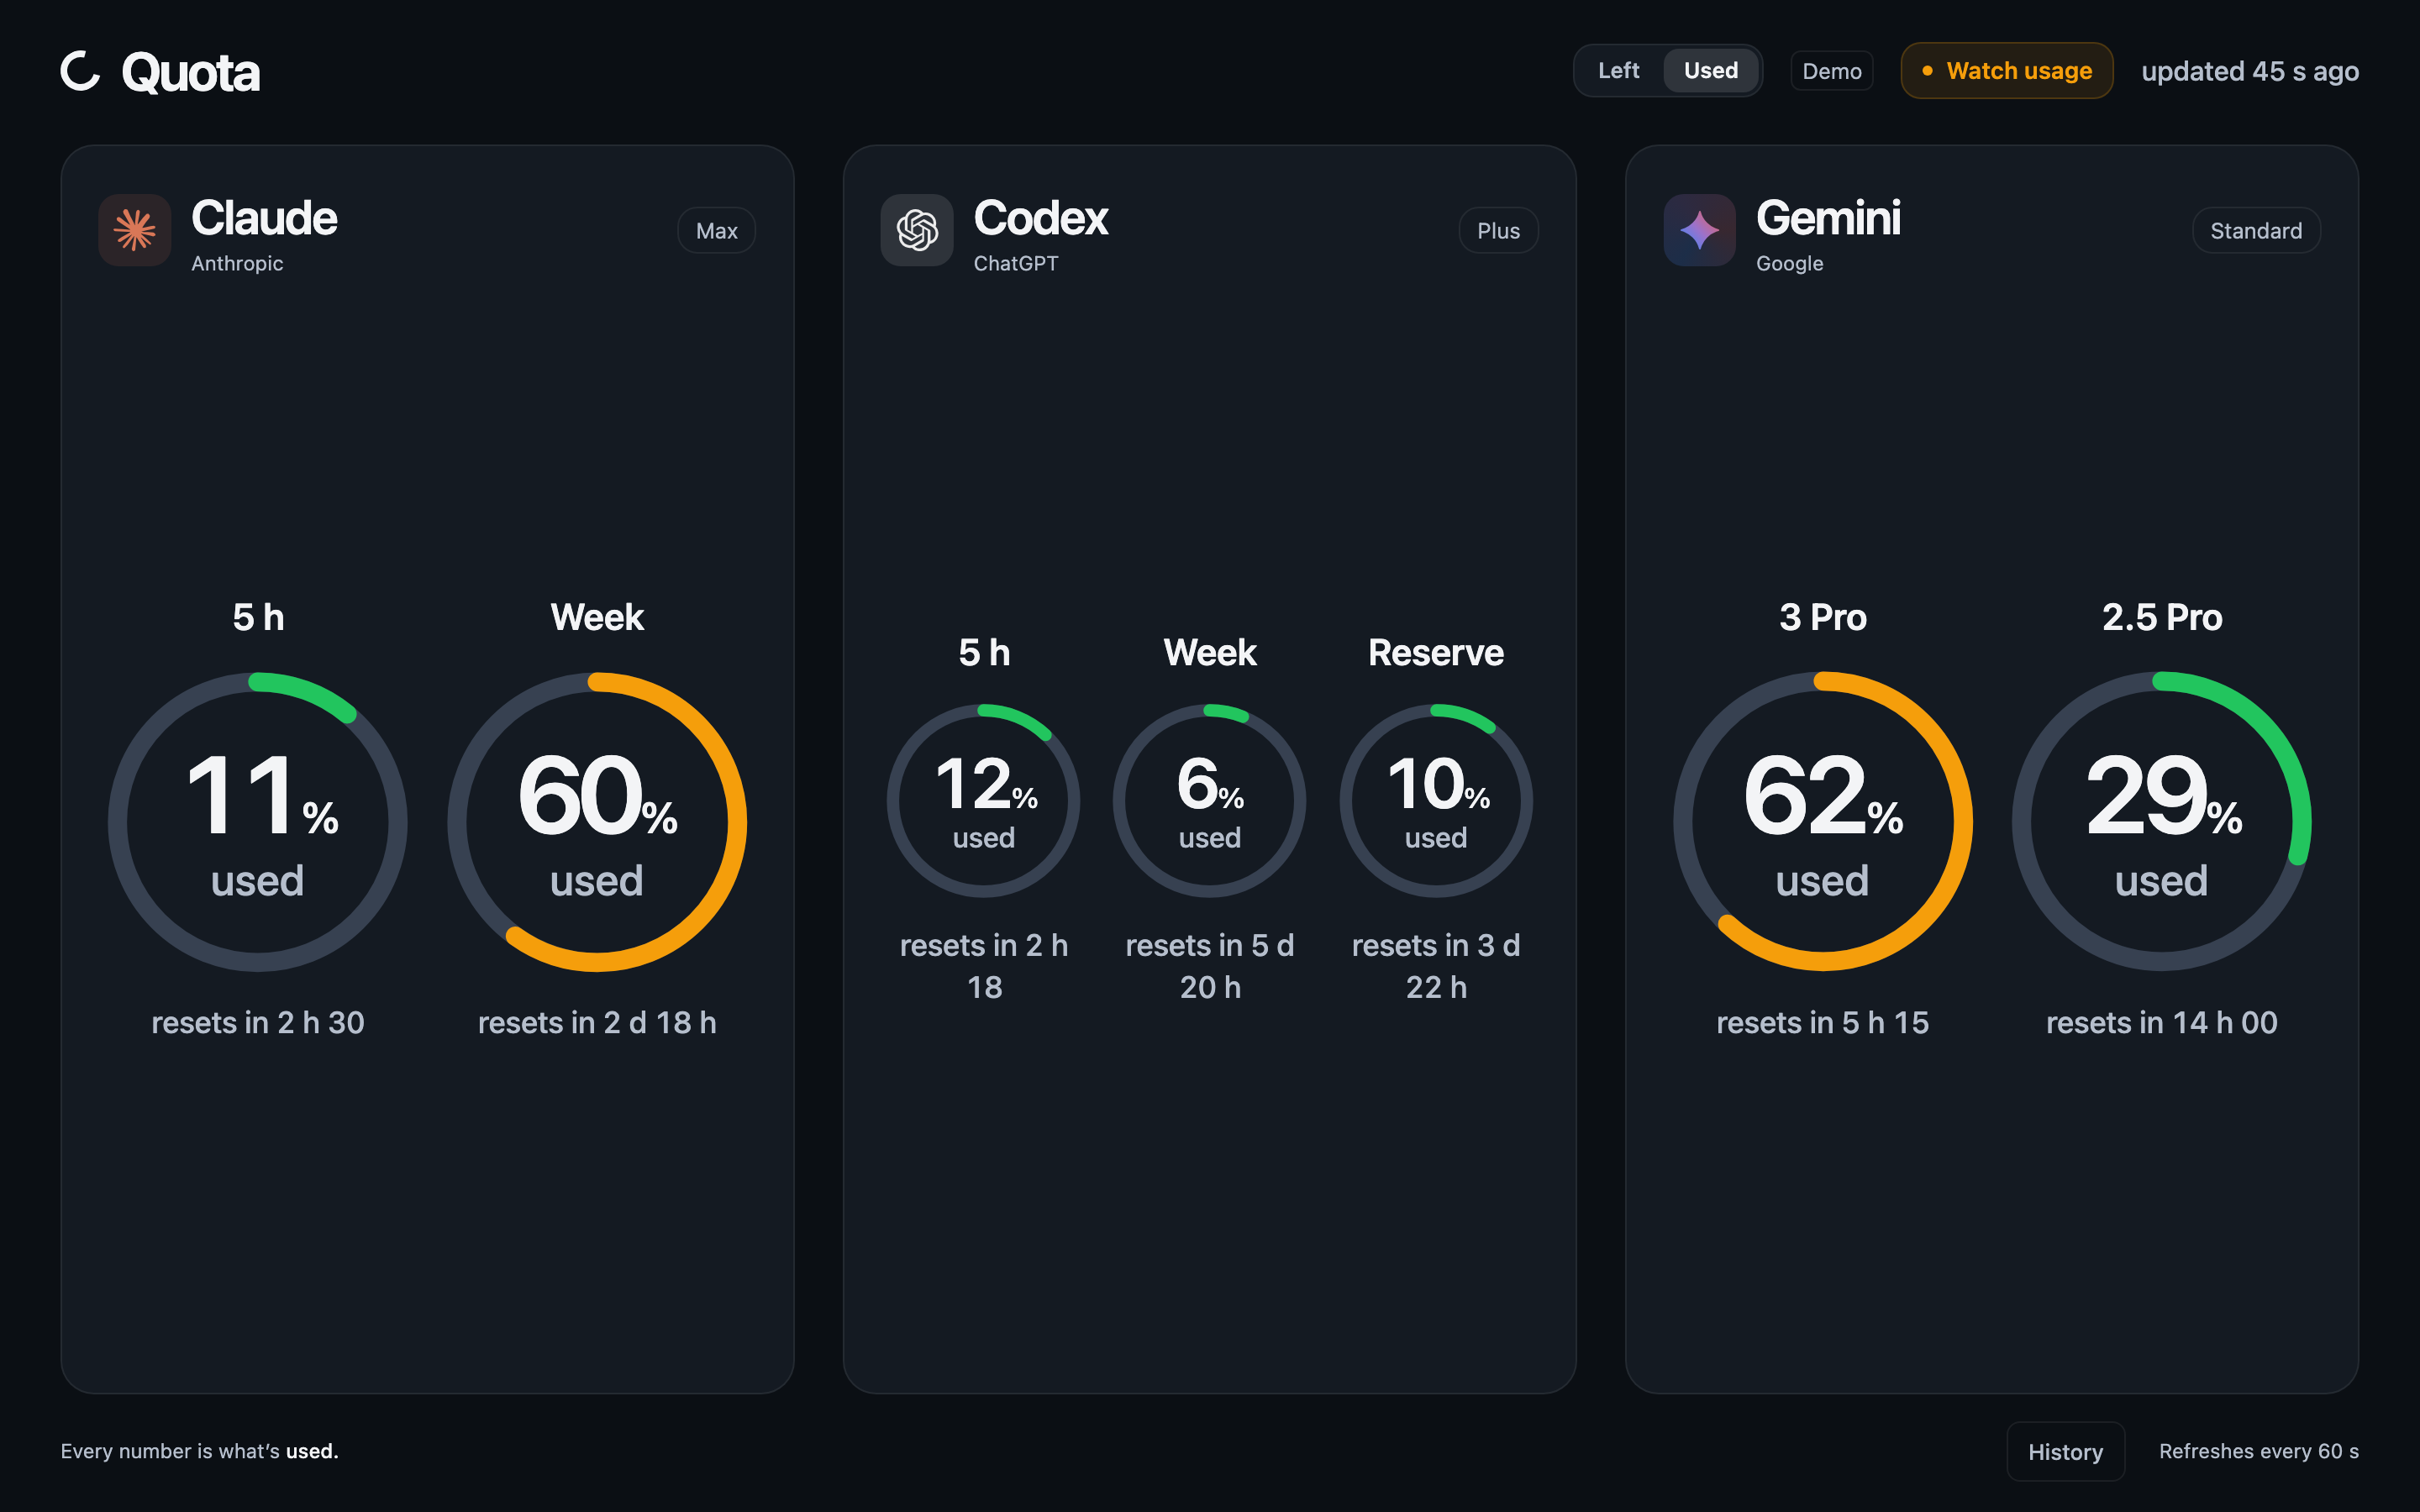 Quota
Left Used Demo Watch usage updated 45 s ago
Claude
Anthropic
Max
5 h
11%
used
resets in 2 h 30
Week
60%
used
resets in 2 d 18 h
Codex
ChatGPT
Plus
5 h
12%
used
resets in 2 h
18
Week
6%
used
resets in 5 d
20 h
Reserve
10%
used
resets in 3 d
22 h
Gemini
Google
Standard
3 Pro
62%
used
resets in 5 h 15
2.5 Pro
29%
used
resets in 14 h 00
Every number is what’s used.
History
Refreshes every 60 s